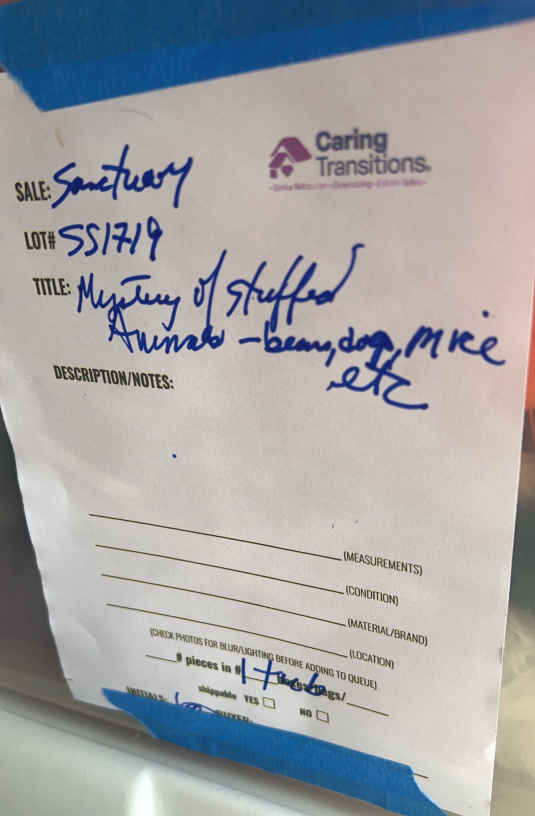 Caring
Transitions®
SALE: Sanctuary
LOT# SS1719
TITLE: Mystery of stuffed
Animals - bears, dogs, mice
etc
DESCRIPTION/NOTES:
(MEASUREMENTS)
(CONDITION)
(MATERIAL/BRAND)
(LOCATION)
(CHECK PHOTOS FOR BLUR/LIGHTING BEFORE ADDING TO QUEUE)
# pieces in # 1 /
shippable YES NO
INITIALS: